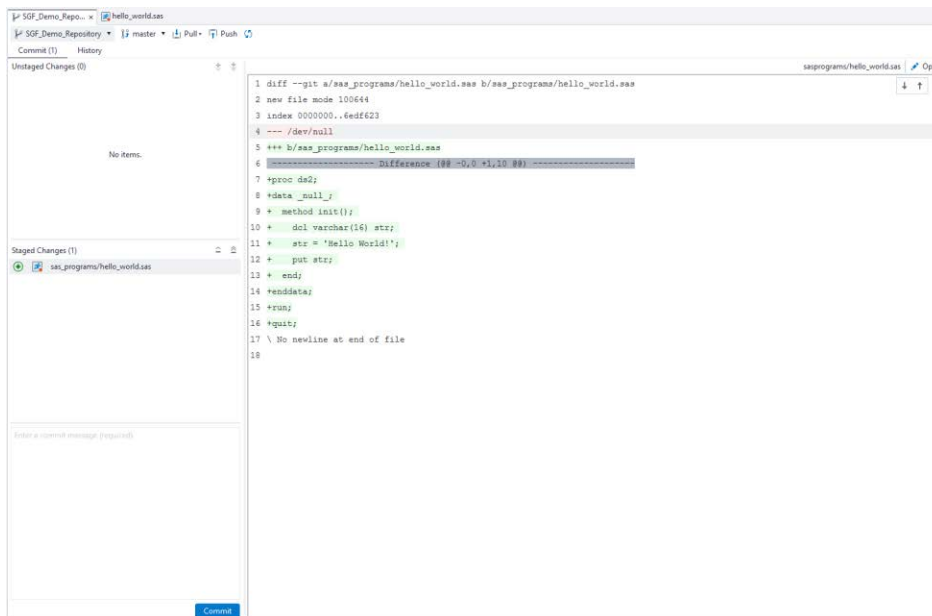 SGF_Demo_Repo... x hello_world.sas
SGF_Demo_Repository master Pull Push
Commit (1) History
Unstaged Changes (0)
No items.
Staged Changes (1)
sas_programs/hello_world.sas
Enter a commit message (required)
Commit
sasprograms/hello_world.sas Op
1 diff --git a/sas_programs/hello_world.sas b/sas_programs/hello_world.sas
2 new file mode 100644
3 index 0000000..6edf623
4 --- /dev/null
5 +++ b/sas_programs/hello_world.sas
6 -------------------- Difference (@@ -0,0 +1,10 @@) --------------------
7 +proc ds2;
8 +data _null_;
9 +  method init();
10 +    dcl varchar(16) str;
11 +    str = 'Hello World!';
12 +    put str;
13 +  end;
14 +enddata;
15 +run;
16 +quit;
17 \ No newline at end of file
18